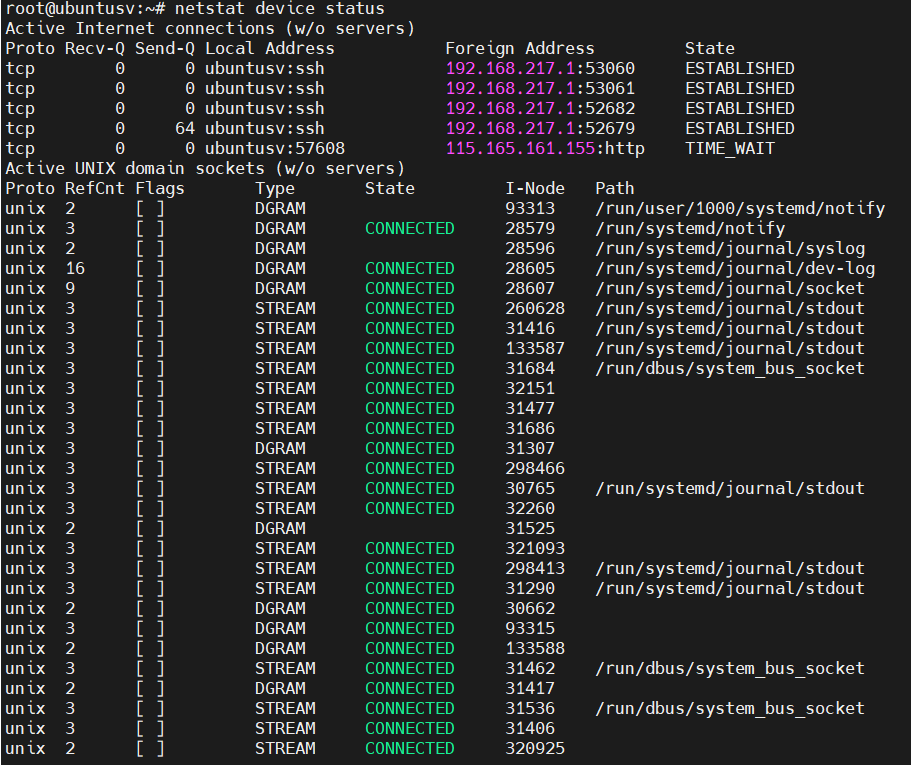 root@ubuntusv:~# netstat device status
Active Internet connections (w/o servers)
Proto Recv-Q Send-Q Local Address           Foreign Address         State
tcp        0      0 ubuntusv:ssh            192.168.217.1:53060     ESTABLISHED
tcp        0      0 ubuntusv:ssh            192.168.217.1:53061     ESTABLISHED
tcp        0      0 ubuntusv:ssh            192.168.217.1:52682     ESTABLISHED
tcp        0     64 ubuntusv:ssh            192.168.217.1:52679     ESTABLISHED
tcp        0      0 ubuntusv:57608          115.165.161.155:http    TIME_WAIT
Active UNIX domain sockets (w/o servers)
Proto RefCnt Flags       Type       State         I-Node   Path
unix  2      [ ]         DGRAM                    93313    /run/user/1000/systemd/notify
unix  3      [ ]         DGRAM      CONNECTED     28579    /run/systemd/notify
unix  2      [ ]         DGRAM                    28596    /run/systemd/journal/syslog
unix  16     [ ]         DGRAM      CONNECTED     28605    /run/systemd/journal/dev-log
unix  9      [ ]         DGRAM      CONNECTED     28607    /run/systemd/journal/socket
unix  3      [ ]         STREAM     CONNECTED     260628   /run/systemd/journal/stdout
unix  3      [ ]         STREAM     CONNECTED     31416    /run/systemd/journal/stdout
unix  3      [ ]         STREAM     CONNECTED     133587   /run/systemd/journal/stdout
unix  3      [ ]         STREAM     CONNECTED     31684    /run/dbus/system_bus_socket
unix  3      [ ]         STREAM     CONNECTED     32151
unix  3      [ ]         STREAM     CONNECTED     31477
unix  3      [ ]         STREAM     CONNECTED     31686
unix  3      [ ]         DGRAM      CONNECTED     31307
unix  3      [ ]         STREAM     CONNECTED     298466
unix  3      [ ]         STREAM     CONNECTED     30765    /run/systemd/journal/stdout
unix  3      [ ]         STREAM     CONNECTED     32260
unix  2      [ ]         DGRAM                    31525
unix  3      [ ]         STREAM     CONNECTED     321093
unix  3      [ ]         STREAM     CONNECTED     298413   /run/systemd/journal/stdout
unix  3      [ ]         STREAM     CONNECTED     31290    /run/systemd/journal/stdout
unix  2      [ ]         DGRAM      CONNECTED     30662
unix  3      [ ]         DGRAM      CONNECTED     93315
unix  2      [ ]         DGRAM      CONNECTED     133588
unix  3      [ ]         STREAM     CONNECTED     31462    /run/dbus/system_bus_socket
unix  2      [ ]         DGRAM      CONNECTED     31417
unix  3      [ ]         STREAM     CONNECTED     31536    /run/dbus/system_bus_socket
unix  3      [ ]         STREAM     CONNECTED     31406
unix  2      [ ]         STREAM     CONNECTED     320925